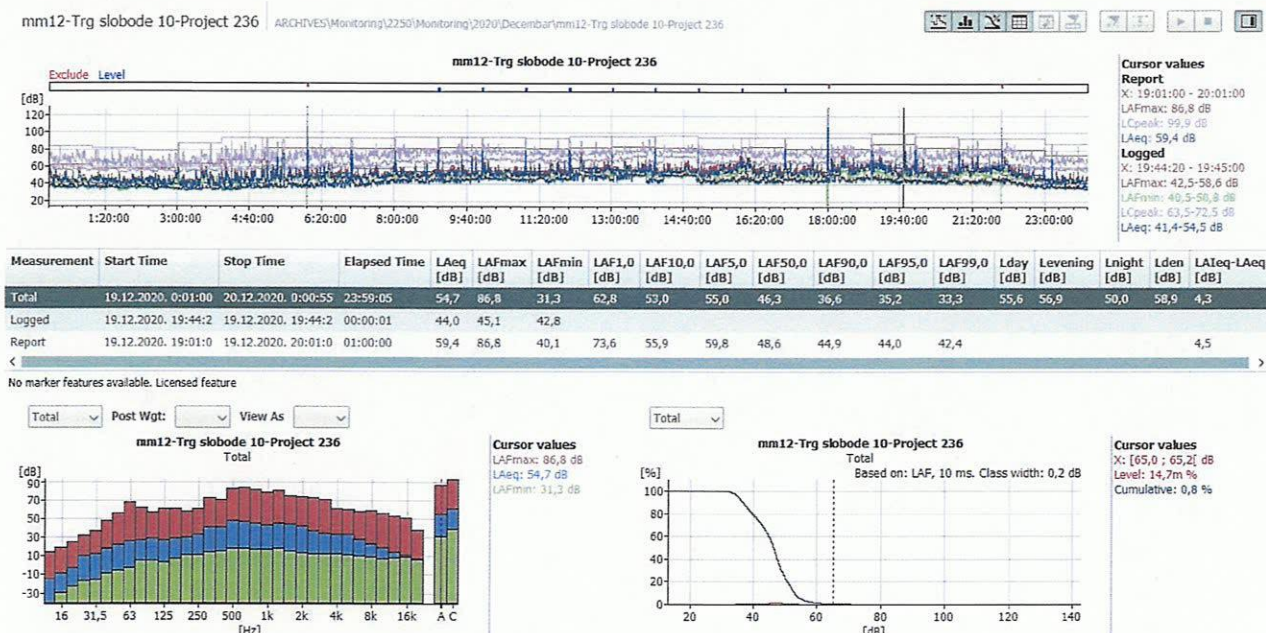 mm12-Trg slobode 10-Project 236 ARCHIVES\Monitoring\2250\Monitoring\2020\Decembar\mm12-Trg slobode 10-Project 236
mm12-Trg slobode 10-Project 236
Exclude Level
[dB]
120
100
80
60
40
20
1:20:00 3:00:00 4:40:00 6:20:00 8:00:00 9:40:00 11:20:00 13:00:00 14:40:00 16:20:00 18:00:00 19:40:00 21:20:00 23:00:00
Cursor values
Report
X: 19:01:00 - 20:01:00
LAFmax: 86,8 dB
LCpeak: 99,9 dB
LAeq: 59,4 dB
Logged
X: 19:44:20 - 19:45:00
LAFmax: 42,5-58,6 dB
LAFmin: 40,5-50,8 dB
LCpeak: 63,5-72,5 dB
LAeq: 41,4-54,5 dB
Measurement Start Time Stop Time Elapsed Time LAeq [dB] LAFmax [dB] LAFmin [dB] LAF1,0 [dB] LAF10,0 [dB] LAF5,0 [dB] LAF50,0 [dB] LAF90,0 [dB] LAF95,0 [dB] LAF99,0 [dB] Lday [dB] Levening [dB] Lnight [dB] Lden [dB] LAIeq-LAeq [dB]
Total 19.12.2020. 0:01:00 20.12.2020. 0:00:55 23:59:05 54,7 86,8 31,3 62,8 53,0 55,0 46,3 36,6 35,2 33,3 55,6 56,9 50,0 58,9 4,3
Logged 19.12.2020. 19:44:2 19.12.2020. 19:44:2 00:00:01 44,0 45,1 42,8
Report 19.12.2020. 19:01:0 19.12.2020. 20:01:0 01:00:00 59,4 86,8 40,1 73,6 55,9 59,8 48,6 44,9 44,0 42,4 4,5
No marker features available. Licensed feature
Total Post Wgt: View As
mm12-Trg slobode 10-Project 236
Total
[dB]
90
70
50
30
10
-10
-30
16 31,5 63 125 250 500 1k 2k 4k 8k 16k A C
[Hz]
Cursor values
LAFmax: 86,8 dB
LAeq: 54,7 dB
LAFmin: 31,3 dB
Total
mm12-Trg slobode 10-Project 236
Total
[%] Based on: LAF, 10 ms. Class width: 0,2 dB
100
80
60
40
20
0
20 40 60 80 100 120 140
[dB]
Cursor values
X: [65,0 ; 65,2[ dB
Level: 14,7m %
Cumulative: 0,8 %